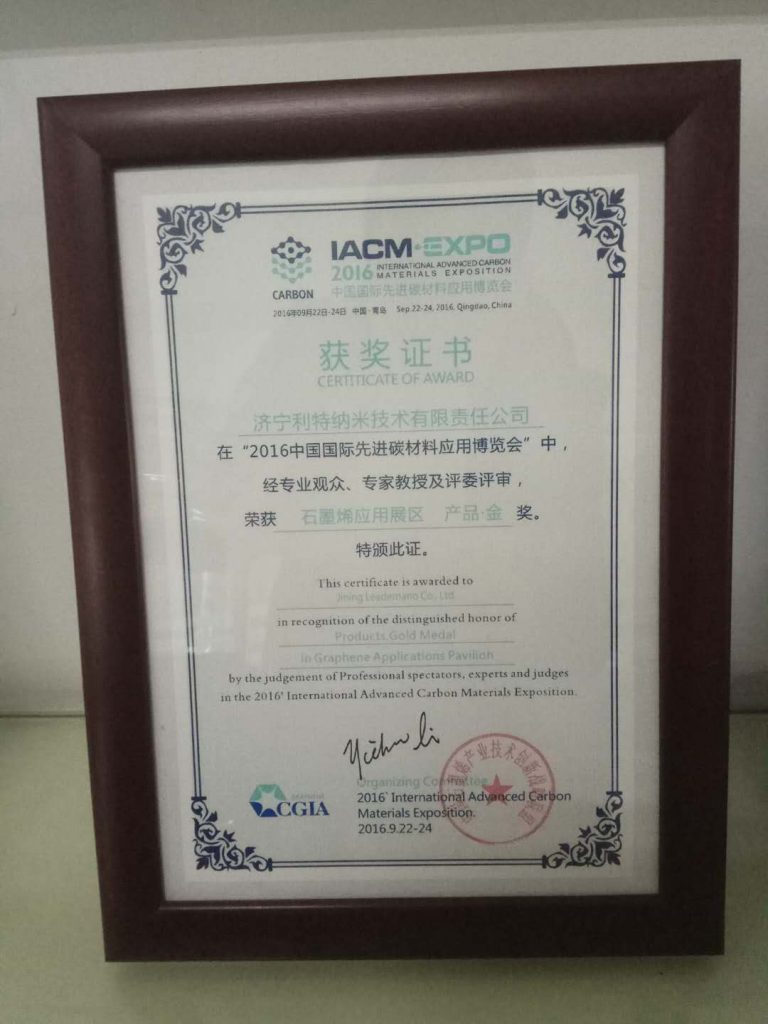 IACM·EXPO
2016 INTERNATIONAL ADVANCED CARBON
MATERIALS EXPOSITION
CARBON
中国国际先进碳材料应用博览会
2016年09月22日-24日 中国·青岛 Sep.22-24, 2016, Qingdao, China
获奖证书
CERTIFICATE OF AWARD
济宁利特纳米技术有限责任公司
在“2016中国国际先进碳材料应用博览会”中，
经专业观众、专家教授及评委评审，
荣获 石墨烯应用展区 产品·金 奖。
特颁此证。
This certificate is awarded to
Jining Leadernano Co., Ltd
in recognition of the distinguished honor of
Products.Gold Medal
in Graphene Applications Pavilion
by the judgement of Professional spectators, experts and judges
in the 2016' International Advanced Carbon Materials Exposition.
Organizing Committee
CGIA
2016` International Advanced Carbon
Materials Exposition.
2016.9.22-24
产业技术创新